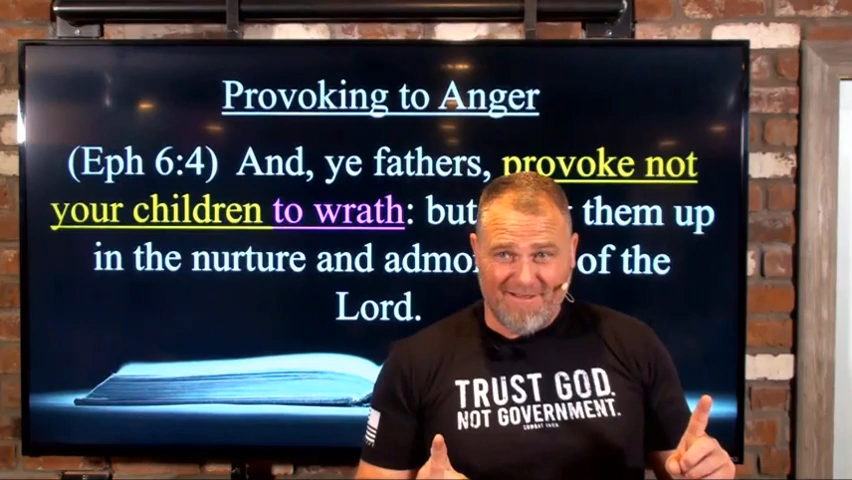 Provoking to Anger
(Eph 6:4) And, ye fathers, provoke not
your children to wrath: but them up
in the nurture and of the
Lord.
TRUST GOD.
NOT GOVERNMENT.